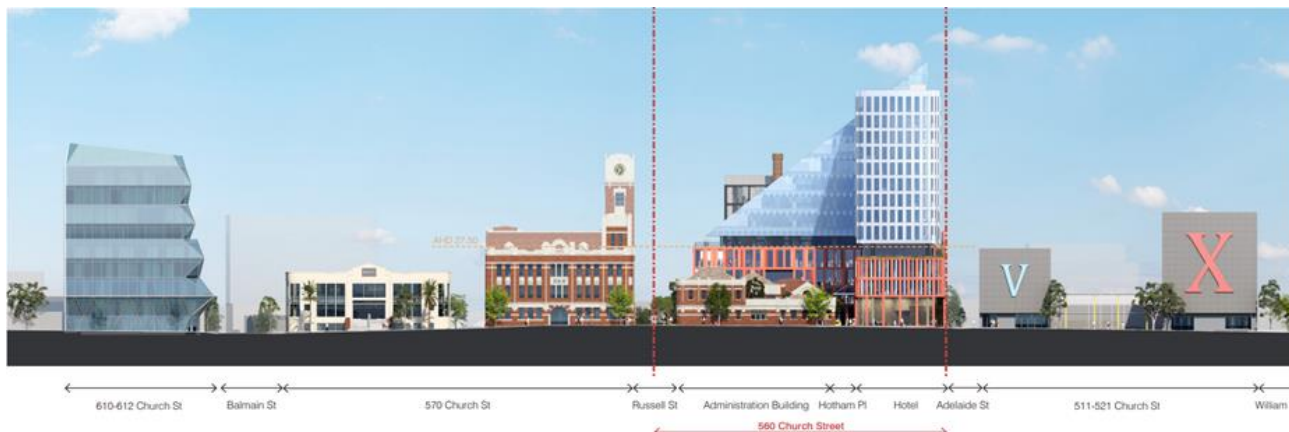 AHD 27.50
V
X
610-612 Church St
Balmain St
570 Church St
Russell St
Administration Building
Hotham Pl
Hotel
Adelaide St
511-521 Church St
William
560 Church Street